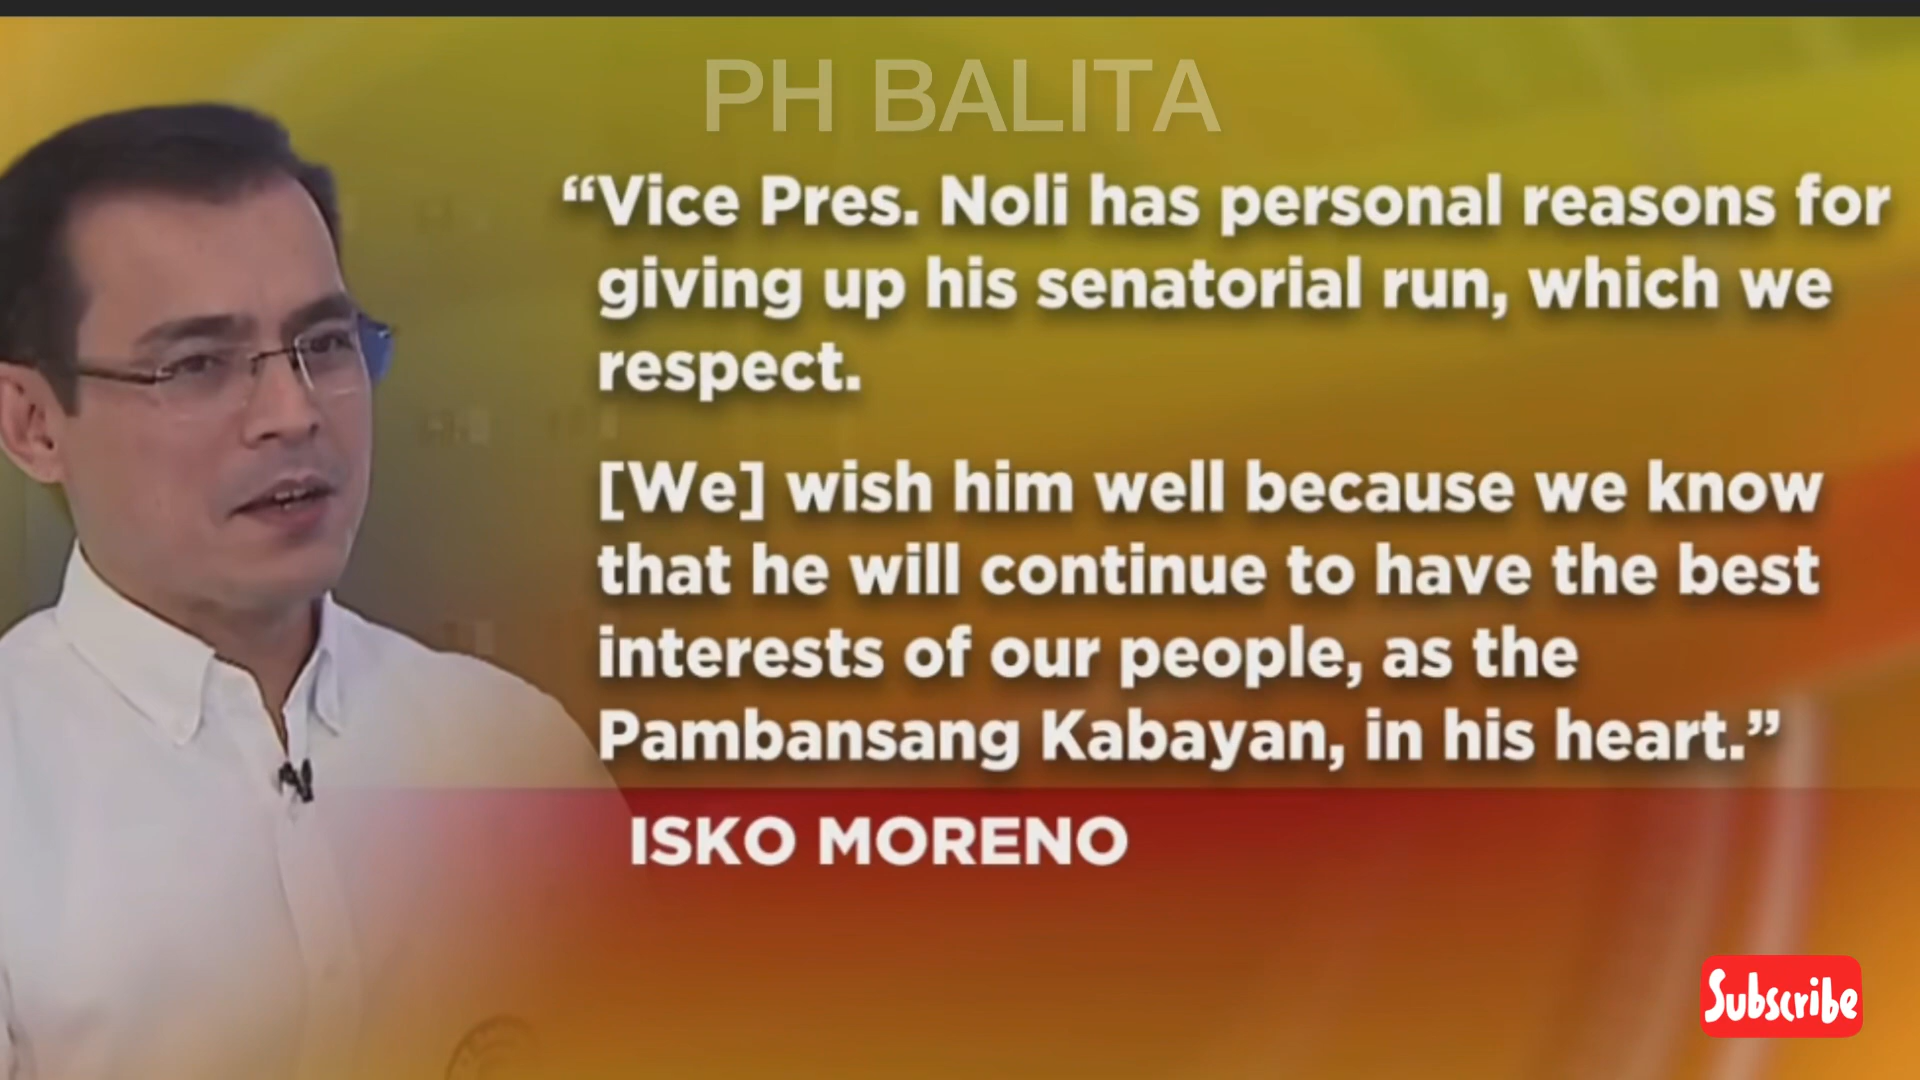 PH BALITA
“Vice Pres. Noli has personal reasons for
giving up his senatorial run, which we
respect.
[We] wish him well because we know
that he will continue to have the best
interests of our people, as the
Pambansang Kabayan, in his heart.”
ISKO MORENO
Subscribe